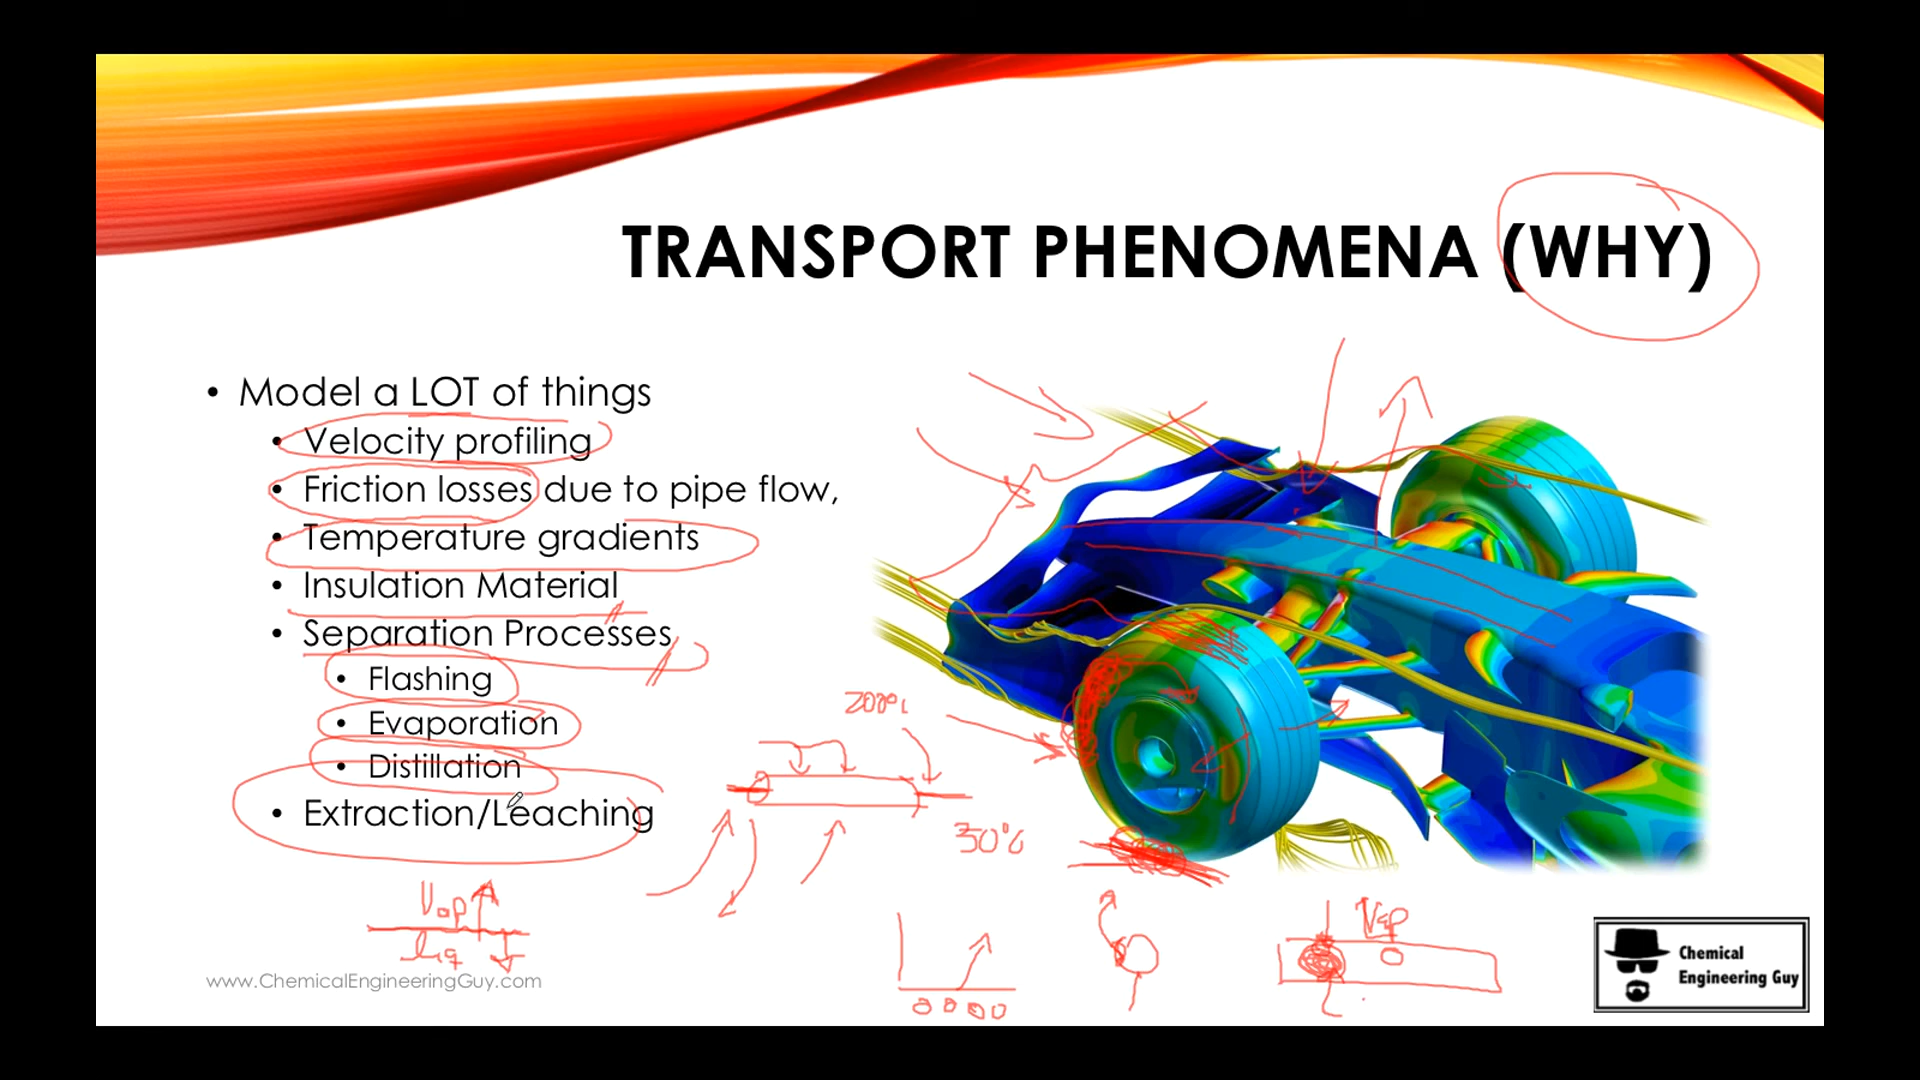 TRANSPORT PHENOMENA (WHY)
• Model a LOT of things
• Velocity profiling
• Friction losses due to pipe flow,
• Temperature gradients
• Insulation Material
• Separation Processes
• Flashing
• Evaporation
• Distillation
• Extraction/Leaching
30°C
Vap
liq
Vap
www.ChemicalEngineeringGuy.com
Chemical
Engineering Guy